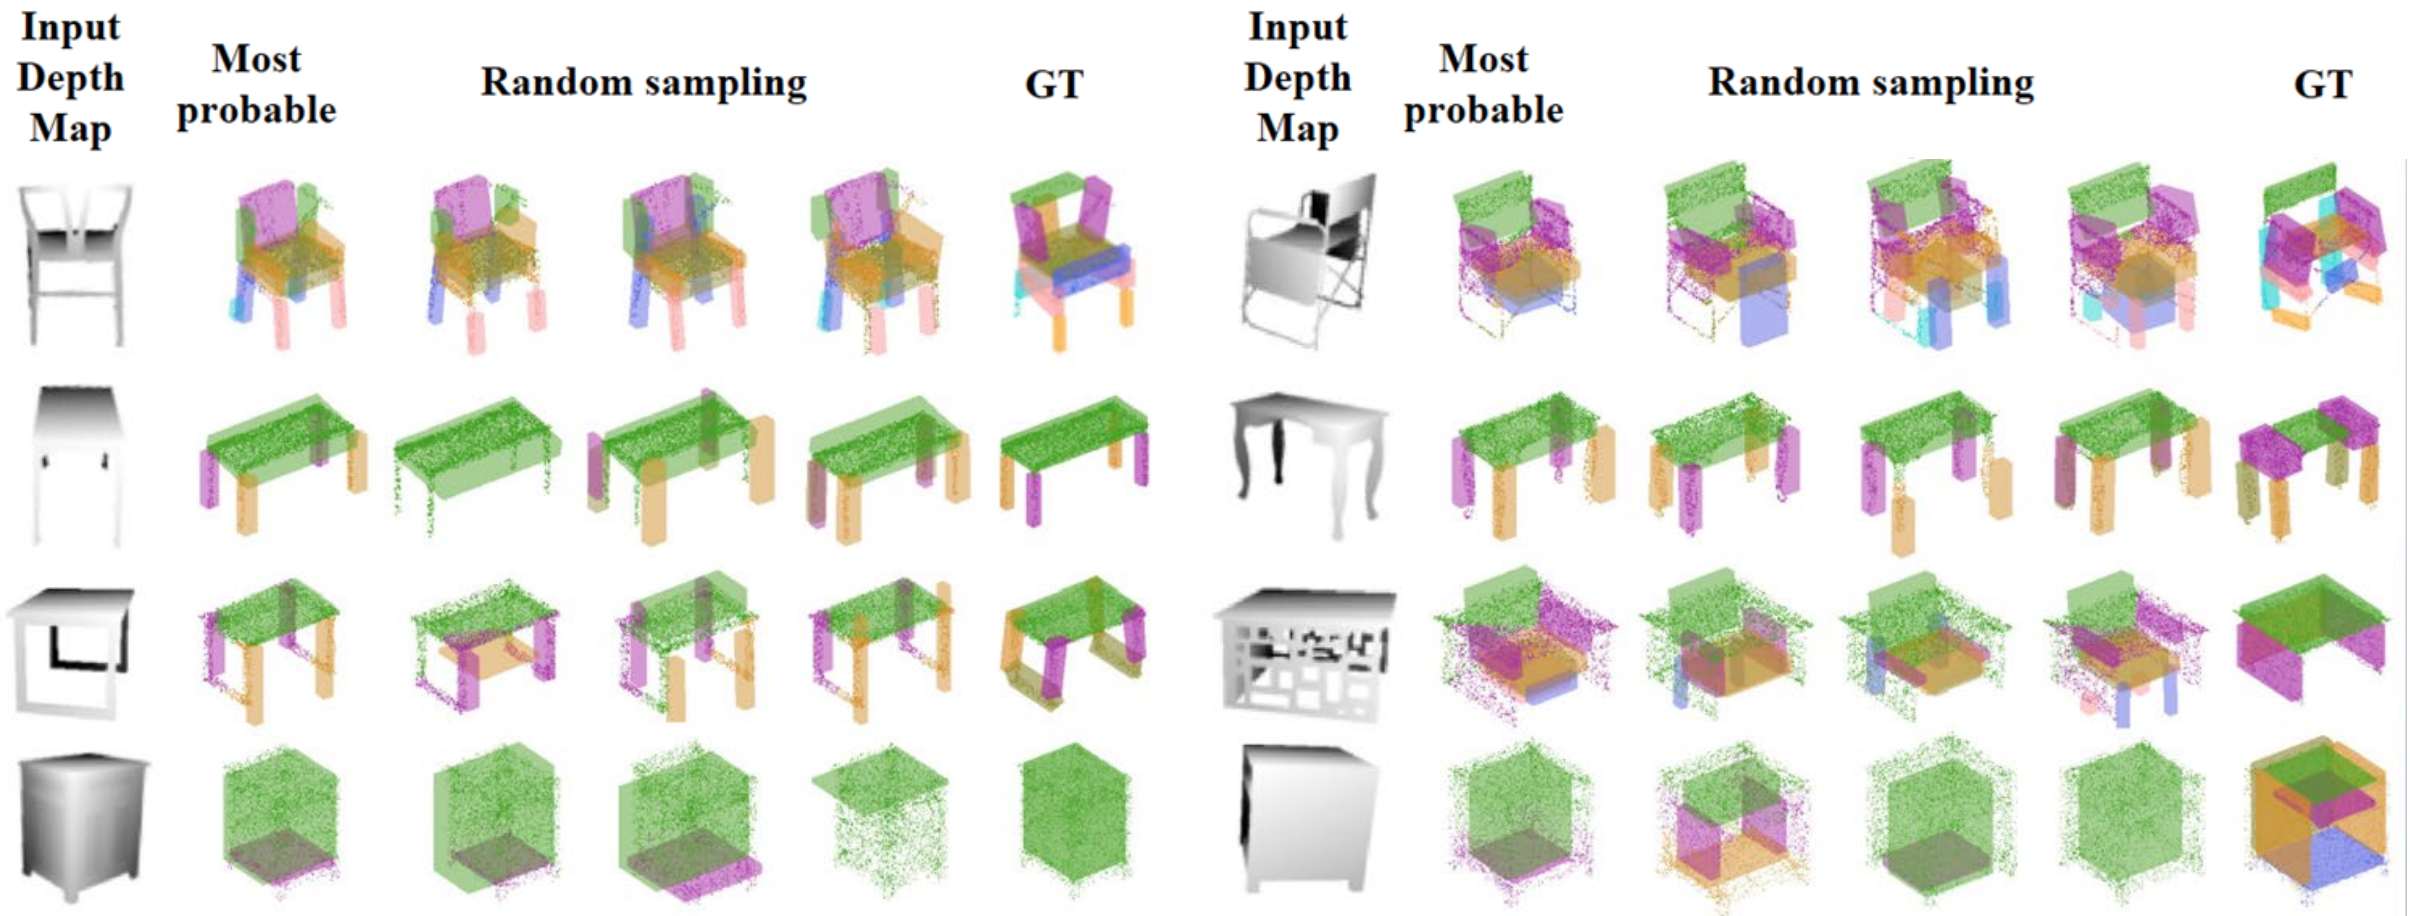 Input
Depth
Map
Most
probable
Random sampling
GT
Input
Depth
Map
Most
probable
Random sampling
GT